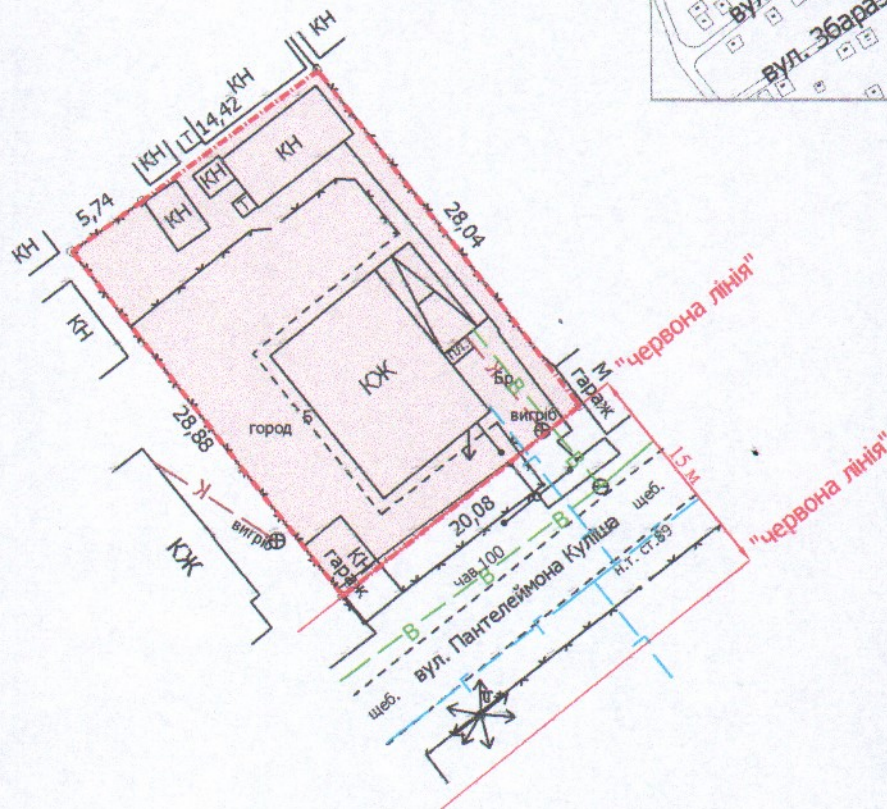 вул. Збараз
КН
КН
14,42
Т
КН
КН
КН
5,74
КН
Т
КН
КН
КН
28,04
"червона лінія"
КЖ
пл.
К
В
Бр.
М
гараж
28,88
город
Б
вигріб
"червона лінія"
15 м
К
20,08
щеб.
В
В
вигріб
КЖ
КН
гараж
чав.100
В
н.т. ст.89
вул. Пантелеймона Куліша
В
щеб.